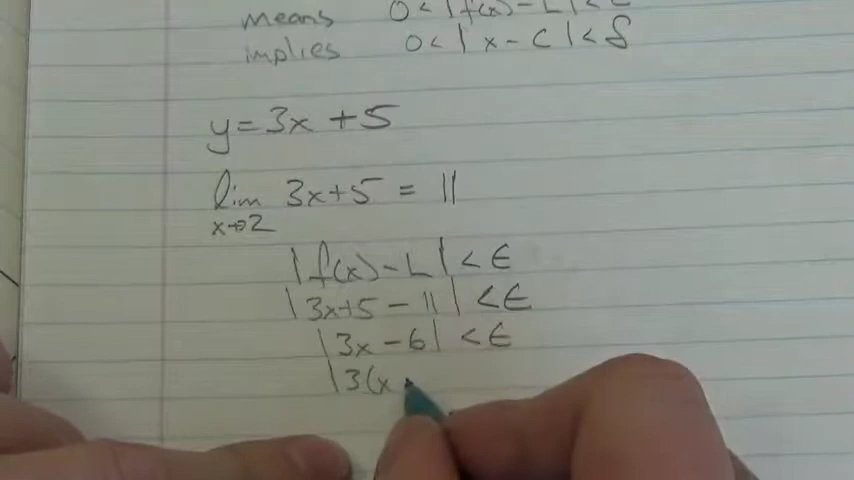 means 0 < |f(x) - L| < ε
implies 0 < | x - c | < δ
y = 3x + 5
lim 3x+5 = 11
x→2
|f(x) - L| < ε
|3x+5 - 11| < ε
|3x - 6| < ε
|3(x